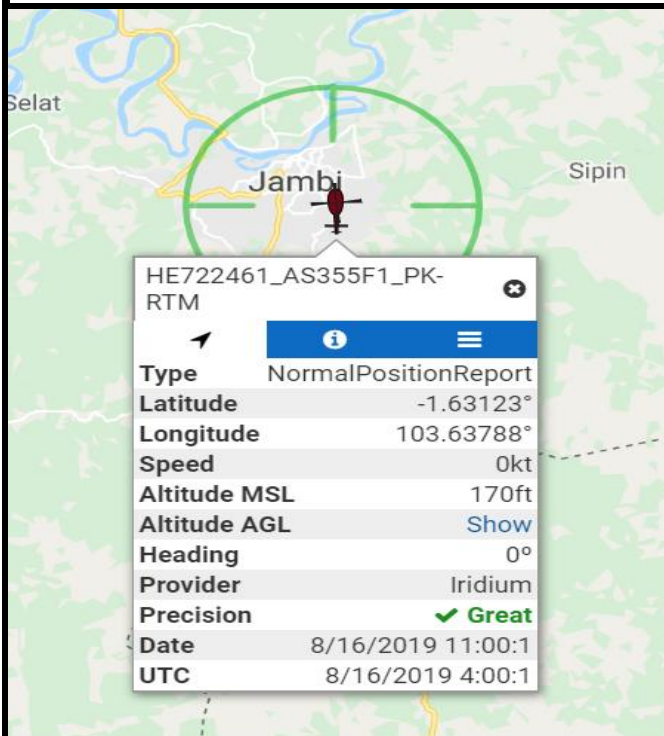 Selat
Jambi
Sipin
HE722461_AS355F1_PK-
RTM
Type NormalPositionReport
Latitude -1.63123°
Longitude 103.63788°
Speed 0kt
Altitude MSL 170ft
Altitude AGL Show
Heading 0º
Provider Iridium
Precision ✔ Great
Date 8/16/2019 11:00:1
UTC 8/16/2019 4:00:1